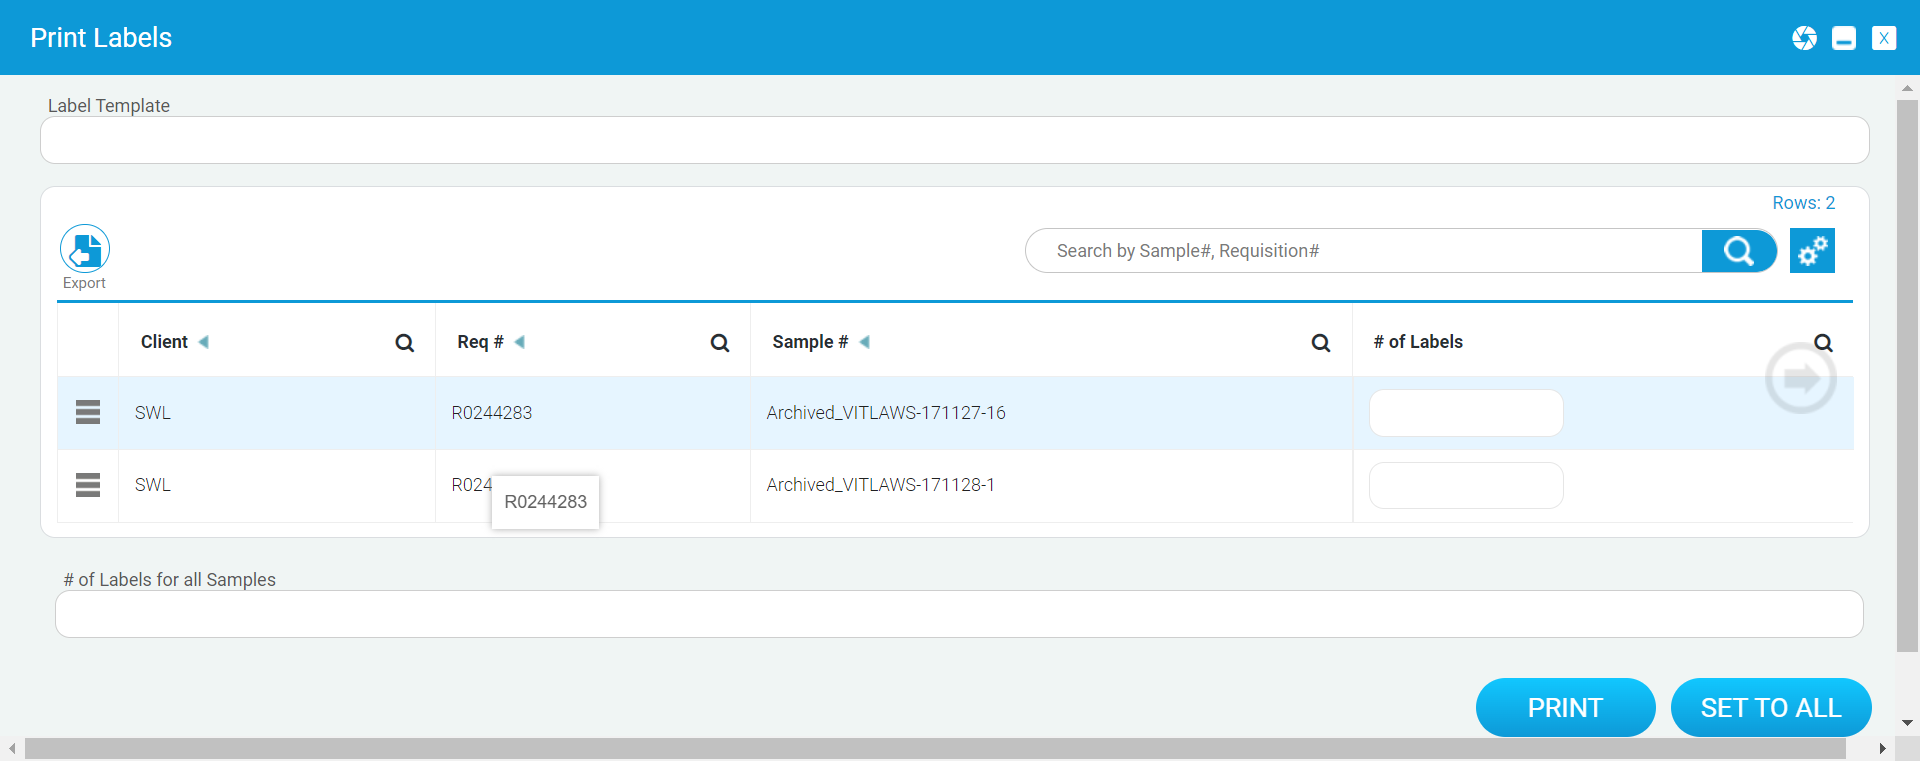 Print Labels
X
Label Template
Rows: 2
Export
Search by Sample#, Requisition#
Client Req # Sample # # of Labels
SWL R0244283 Archived_VITLAWS-171127-16
SWL R024 Archived_VITLAWS-171128-1
R0244283
# of Labels for all Samples
PRINT SET TO ALL